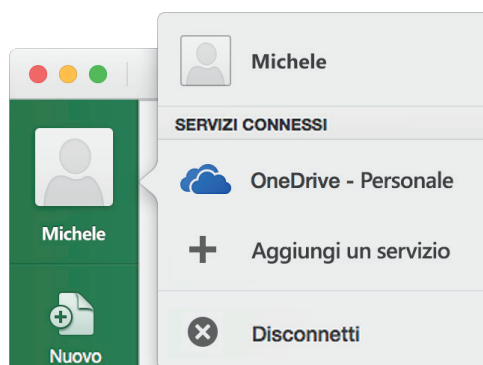 Michele
SERVIZI CONNESSI
OneDrive - Personale
Aggiungi un servizio
Disconnetti
Michele
Nuovo